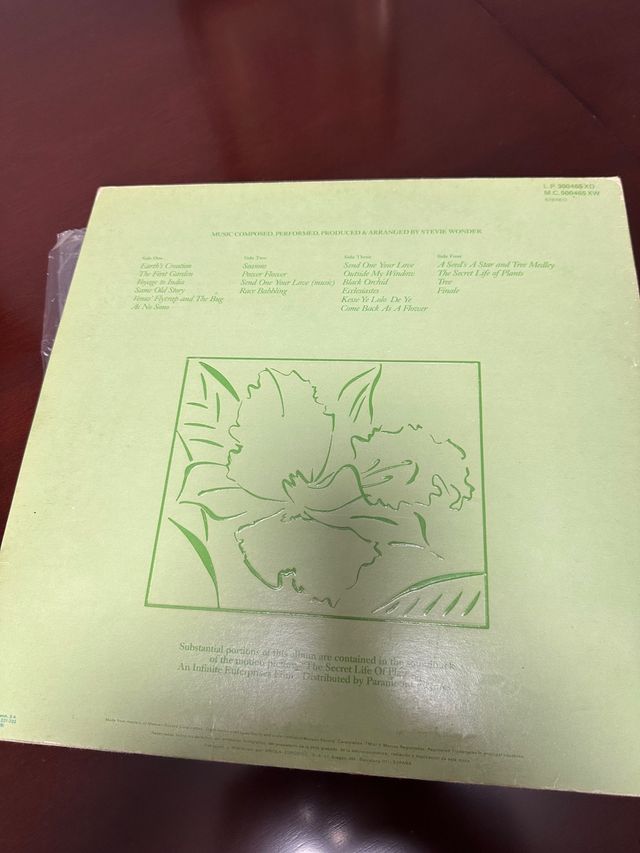 L.P. 300465 XD
M.C. 500465 XW
STEREO
MUSIC COMPOSED, PERFORMED, PRODUCED & ARRANGED BY STEVIE WONDER
Side One
Earth's Creation
The First Garden
Voyage to India
Same Old Story
Venus' Flytrap and The Bug
Ai No Sono
Side Two
Seasons
Power Flower
Send One Your Love (music)
Race Babbling
Side Three
Send One Your Love
Outside My Window
Black Orchid
Ecclesiastes
Kesse Ye Lolo De Ye
Come Back As A Flower
Side Four
A Seed's A Star and Tree Medley
The Secret Life of Plants
Tree
Finale
Substantial portions of this album are contained in the soundtrack
of the motion picture "The Secret Life Of
An Infinite Enterprises Film Distributed by Paramount